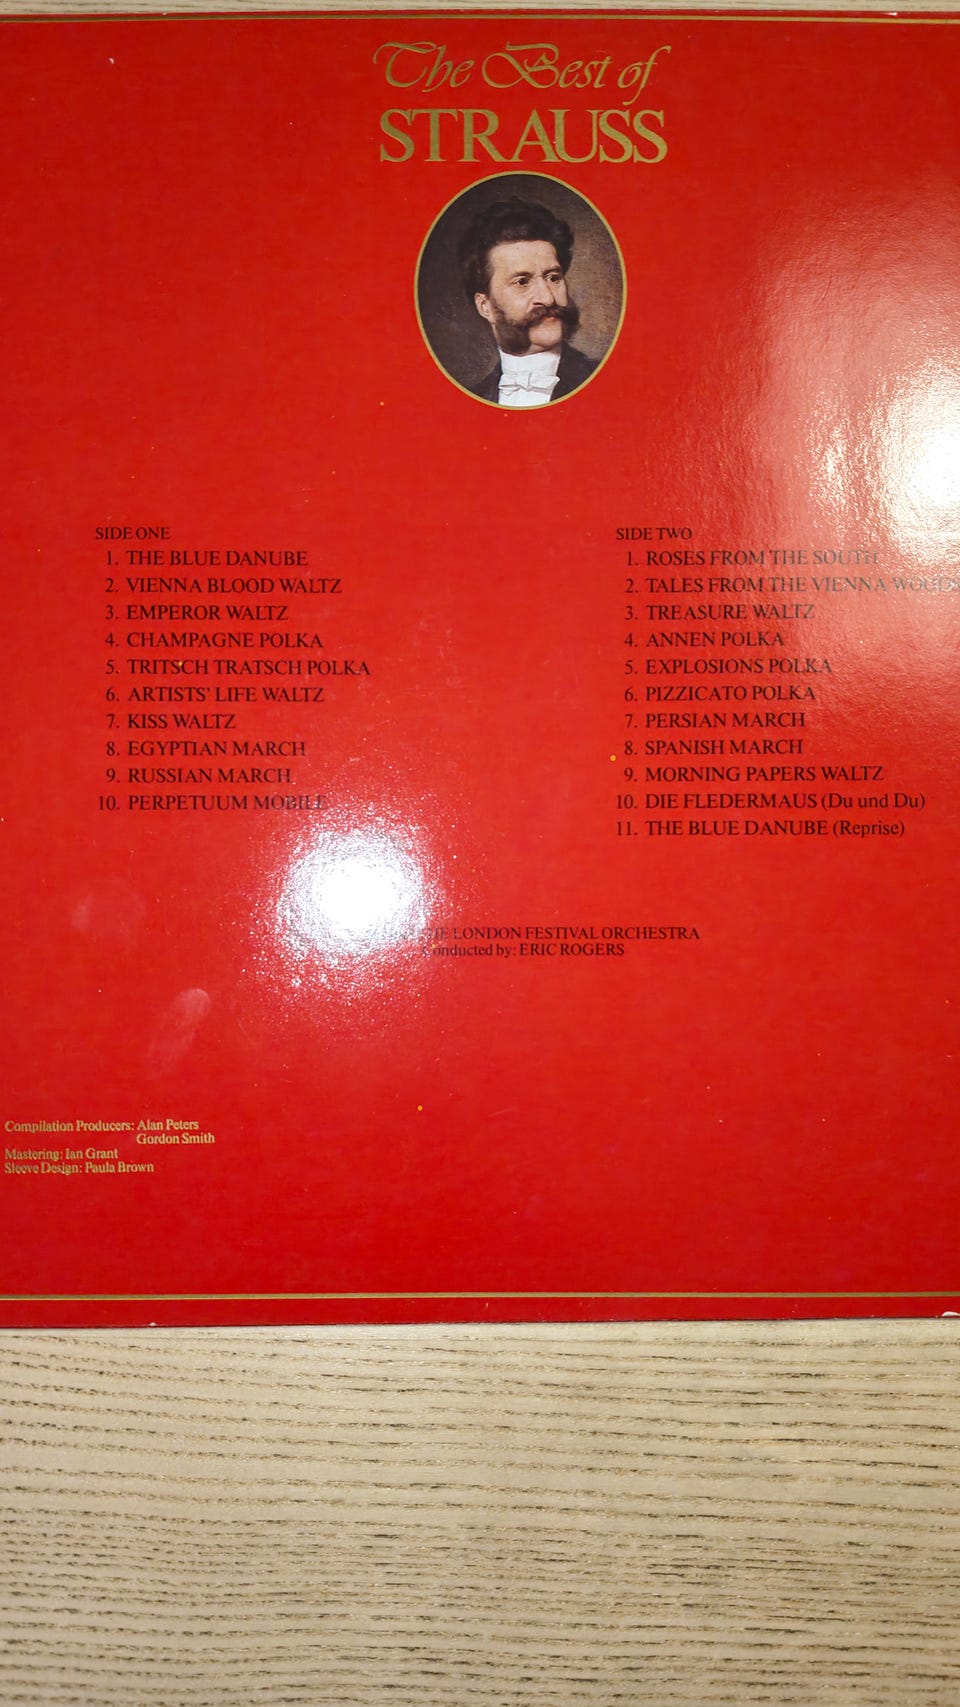 The Best of
STRAUSS
SIDE ONE
1. THE BLUE DANUBE
2. VIENNA BLOOD WALTZ
3. EMPEROR WALTZ
4. CHAMPAGNE POLKA
5. TRITSCH TRATSCH POLKA
6. ARTISTS' LIFE WALTZ
7. KISS WALTZ
8. EGYPTIAN MARCH
9. RUSSIAN MARCH
10. PERPETUUM MOBILE
SIDE TWO
1. ROSES FROM THE SOUTH
2. TALES FROM THE VIENNA WOODS
3. TREASURE WALTZ
4. ANNEN POLKA
5. EXPLOSIONS POLKA
6. PIZZICATO POLKA
7. PERSIAN MARCH
8. SPANISH MARCH
9. MORNING PAPERS WALTZ
10. DIE FLEDERMAUS (Du und Du)
11. THE BLUE DANUBE (Reprise)
THE LONDON FESTIVAL ORCHESTRA
Conducted by: ERIC ROGERS
Compilation Producers: Alan Peters
Gordon Smith
Mastering: Ian Grant
Sleeve Design: Paula Brown